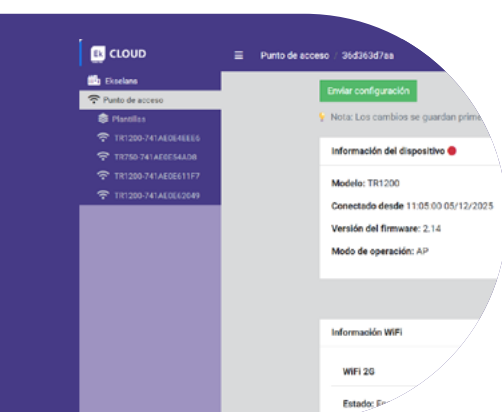 Ek CLOUD
Ekselans
Punto de acceso
Plantillas
TR1200-741AE0E4EEE6
TR750-741AE0E54AD8
TR1200-741AE0E611F7
TR1200-741AE0E62049
Punto de acceso / 36d363d7aa
Enviar configuración
Nota: Los cambios se guardan prime
Información del dispositivo
Modelo: TR1200
Conectado desde 11:05:00 05/12/2025
Versión del firmware: 2.14
Modo de operación: AP
Información WiFi
WiFi 2G
Estado: